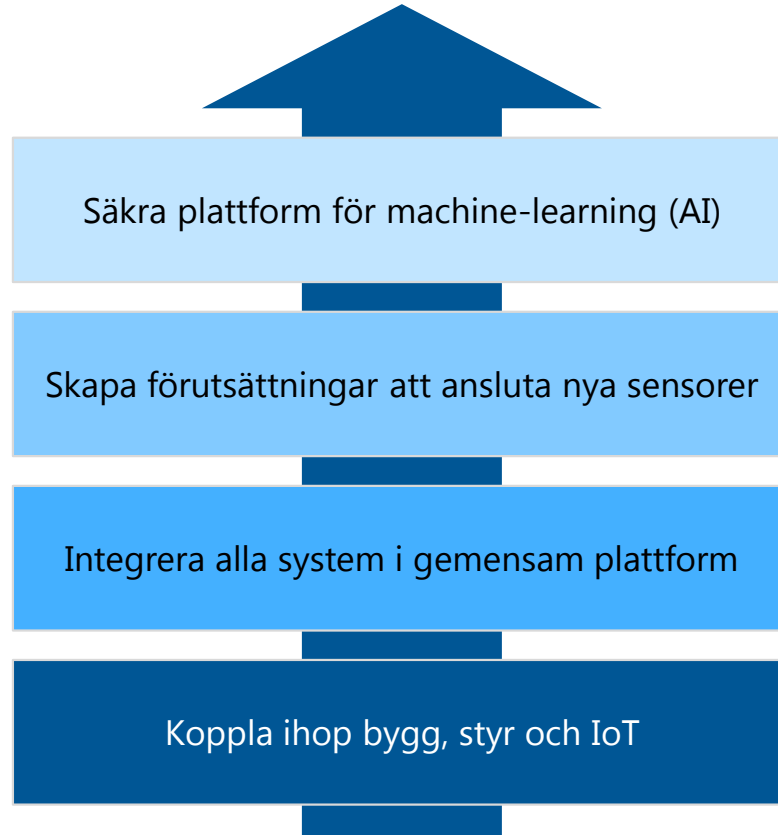 Säkra plattform för machine-learning (AI)
Skapa förutsättningar att ansluta nya sensorer
Integrera alla system i gemensam plattform
Koppla ihop bygg, styr och IoT